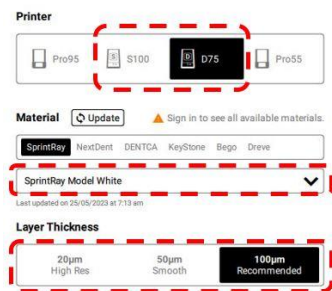 Printer
Pro95 S100 D75 Pro55
Material Update Sign in to see all available materials.
SprintRay NextDent DENTCA KeyStone Bego Dreve
SprintRay Model White
Last updated on 25/05/2023 at 7:13 am
Layer Thickness
20µm 50µm 100µm
High Res Smooth Recommended